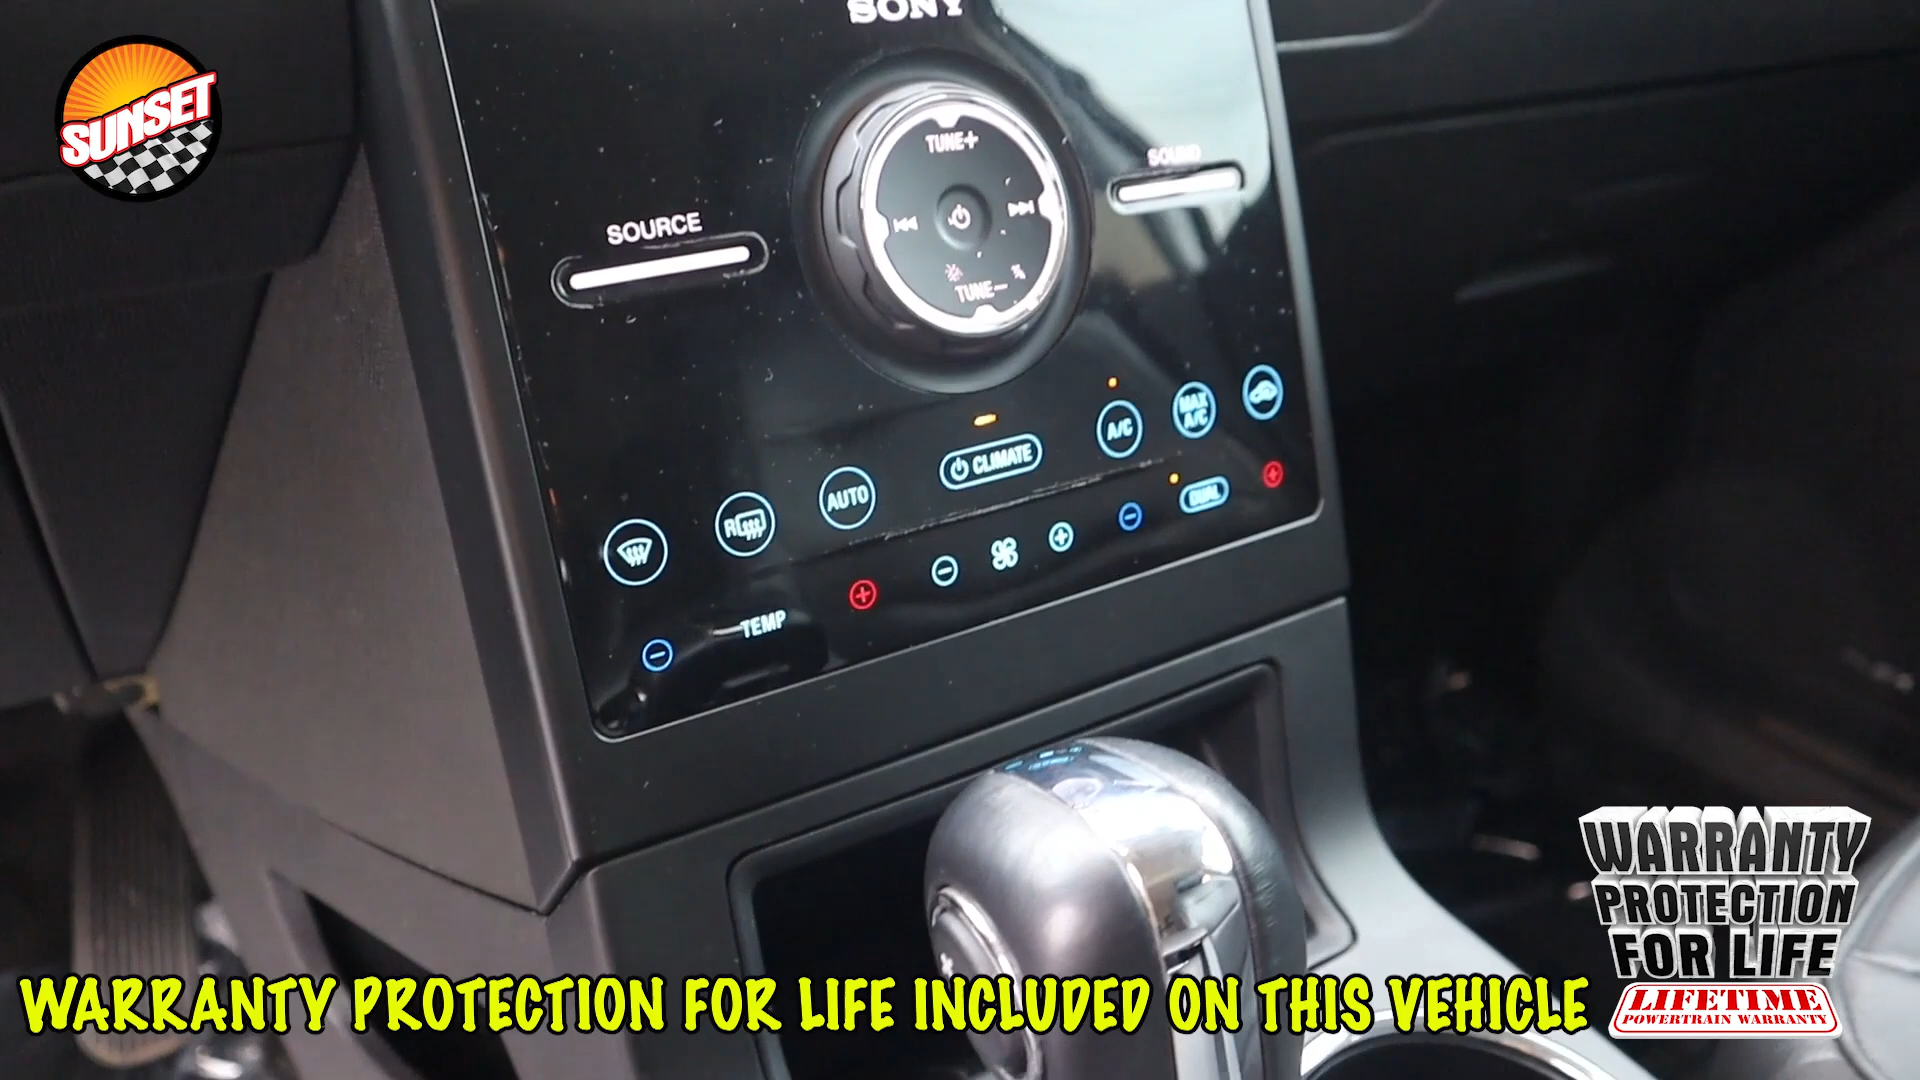 SONY
SUNSET
TUNE+
SOUND
SOURCE
TUNE-
MAX
A/C
A/C
CLIMATE
AUTO
R
DUAL
TEMP
WARRANTY
PROTECTION
FOR LIFE
LIFETIME
POWERTRAIN WARRANTY
WARRANTY PROTECTION FOR LIFE INCLUDED ON THIS VEHICLE